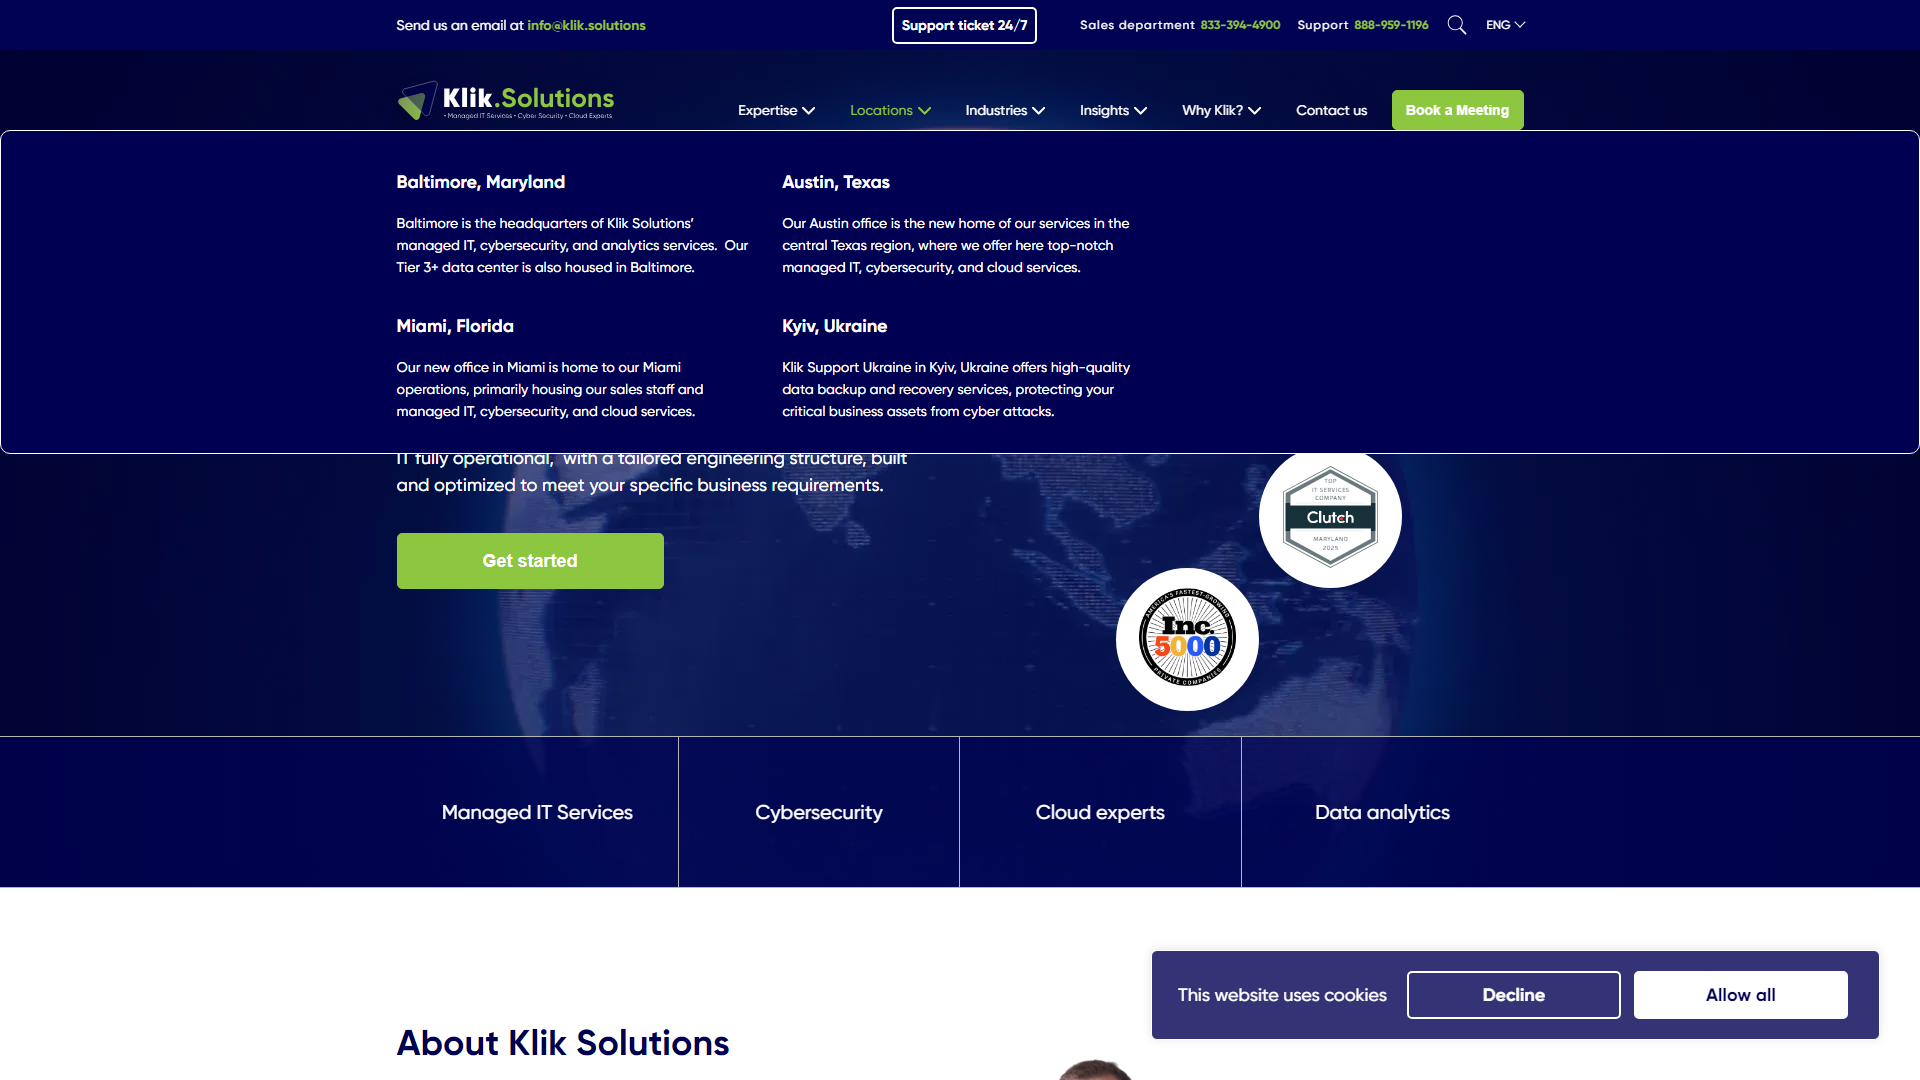 Send us an email at info@klik.solutions
Support ticket 24/7
Sales department 833-394-4900
Support 888-959-1196
ENG
Klik.Solutions
• Managed IT Services • Cyber Security • Cloud Experts
Expertise
Locations
Industries
Insights
Why Klik?
Contact us
Book a Meeting
Baltimore, Maryland
Baltimore is the headquarters of Klik Solutions’
managed IT, cybersecurity, and analytics services.  Our
Tier 3+ data center is also housed in Baltimore.
Austin, Texas
Our Austin office is the new home of our services in the
central Texas region, where we offer here top-notch
managed IT, cybersecurity, and cloud services.
Miami, Florida
Our new office in Miami is home to our Miami
operations, primarily housing our sales staff and
managed IT, cybersecurity, and cloud services.
Kyiv, Ukraine
Klik Support Ukraine in Kyiv, Ukraine offers high-quality
data backup and recovery services, protecting your
critical business assets from cyber attacks.
IT fully operational,  with a tailored engineering structure, built
and optimized to meet your specific business requirements.
Get started
TOP
IT SERVICES
COMPANY
Clutch
MARYLAND
2025
AMERICA'S FASTEST-GROWING
Inc.
5000
PRIVATE COMPANIES
Managed IT Services
Cybersecurity
Cloud experts
Data analytics
This website uses cookies
Decline
Allow all
About Klik Solutions